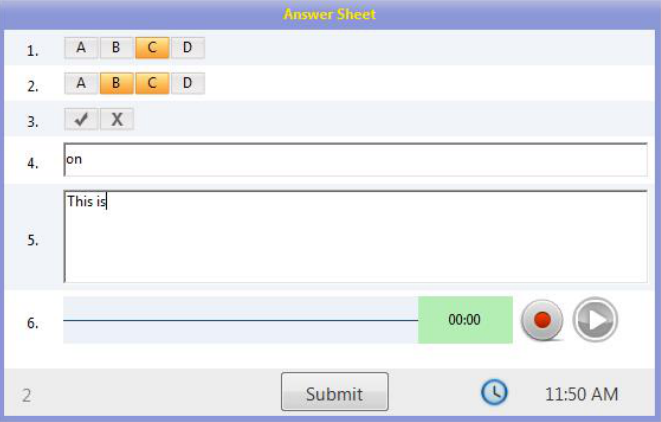 Answer Sheet
1. A B C D
2. A B C D
3. ✓ X
4. on
5. This is
6. 00:00
2 Submit 11:50 AM